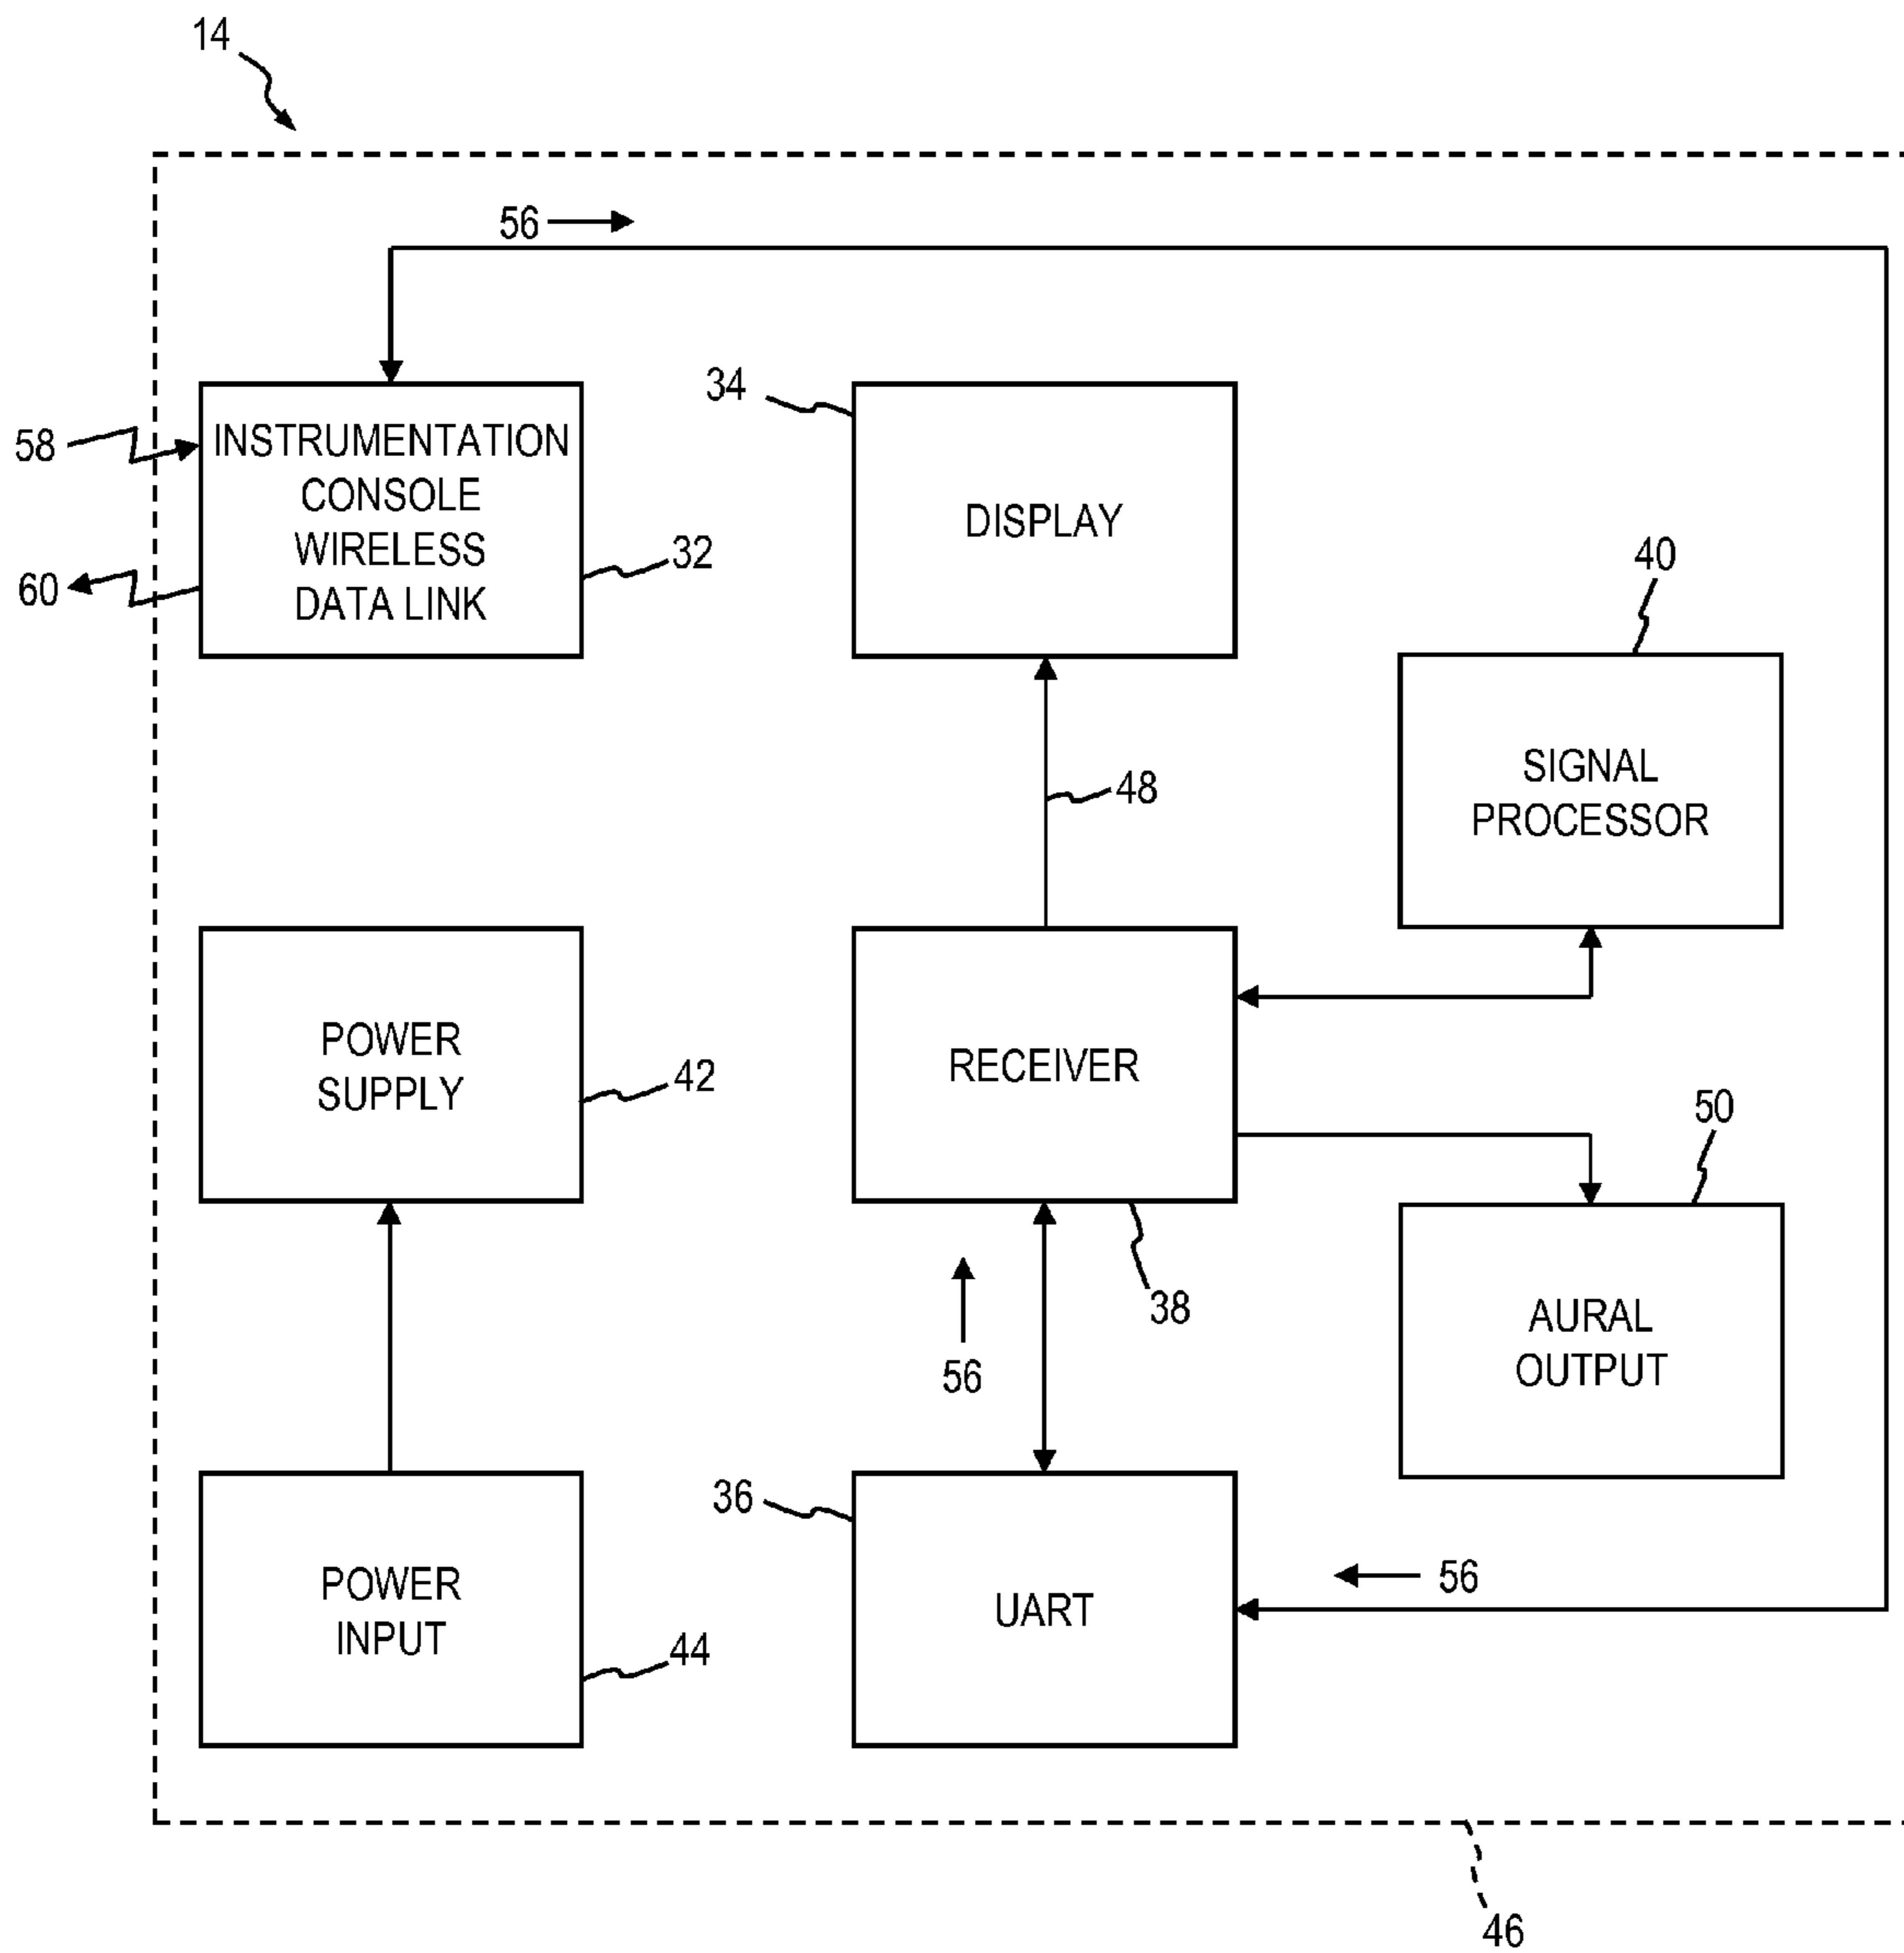 14
56
58
INSTRUMENTATION
CONSOLE
WIRELESS
DATA LINK
32
60
34
DISPLAY
40
SIGNAL
PROCESSOR
48
POWER
SUPPLY
42
RECEIVER
38
50
AURAL
OUTPUT
56
36
UART
56
POWER
INPUT
44
46